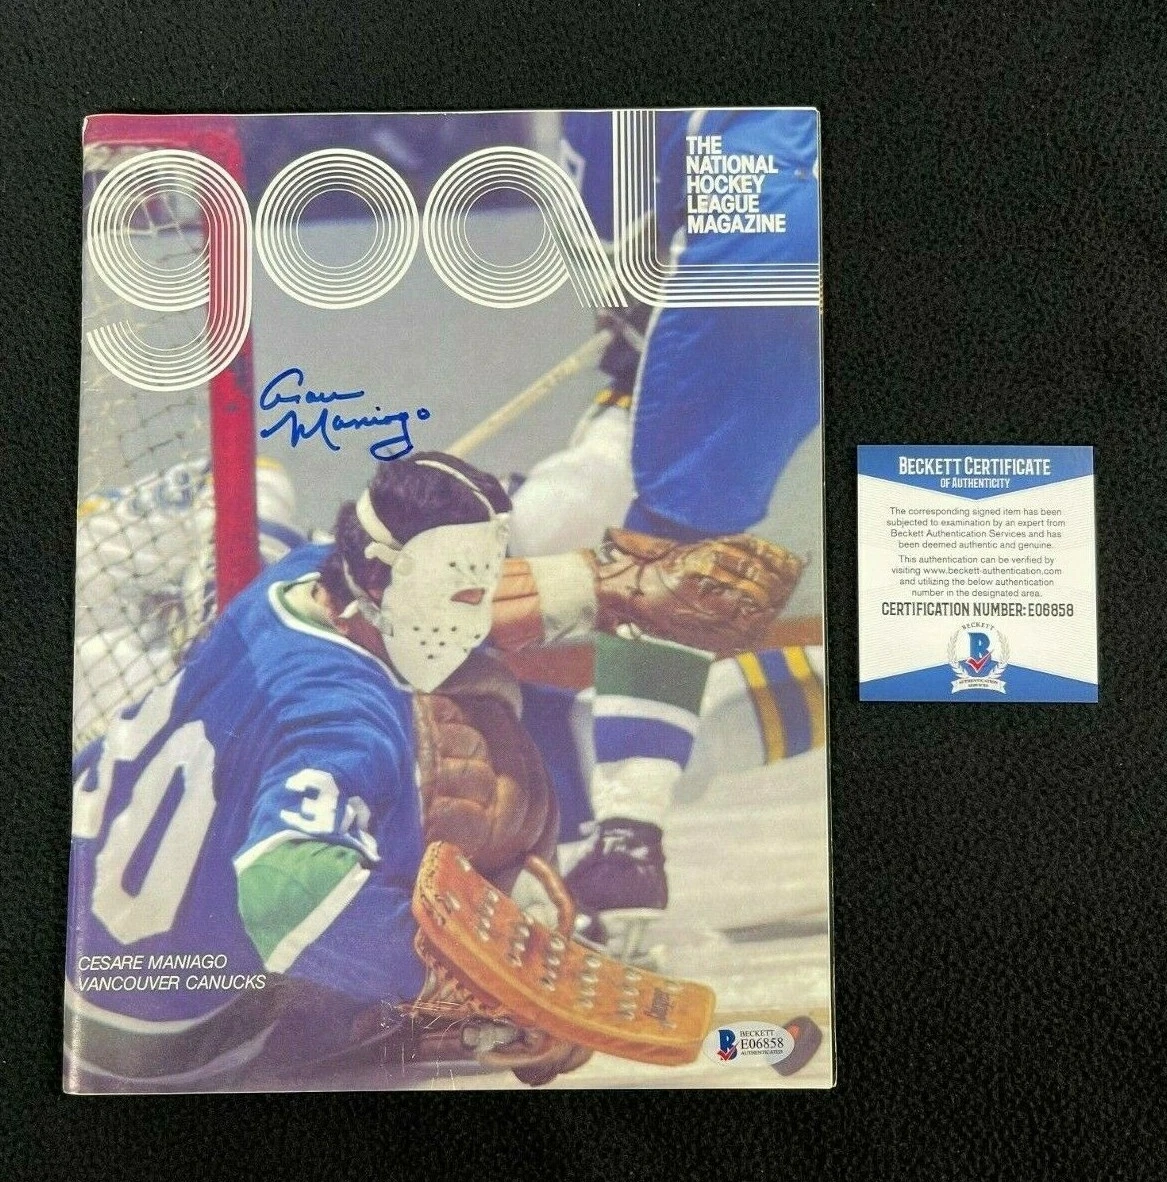 goal
THE
NATIONAL
HOCKEY
LEAGUE
MAGAZINE
Cesare
Maniago
30
30
CESARE MANIAGO
VANCOUVER CANUCKS
B BECKETT
E06858
AUTHENTICATION
BECKETT CERTIFICATE
OF AUTHENTICITY
The corresponding signed item has been
subjected to examination by an expert from
Beckett Authentication Services and has
been deemed authentic and genuine.
This authentication can be verified by
visiting www.beckett-authentication.com
and utilizing the below authentication
number in the designated area.
CERTIFICATION NUMBER: E06858
BECKETT
B
AUTHENTICATION
SERVICES